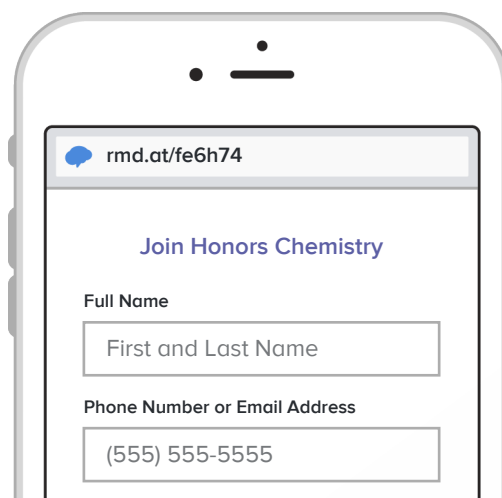 rmd.at/fe6h74
Join Honors Chemistry
Full Name
First and Last Name
Phone Number or Email Address
(555) 555-5555